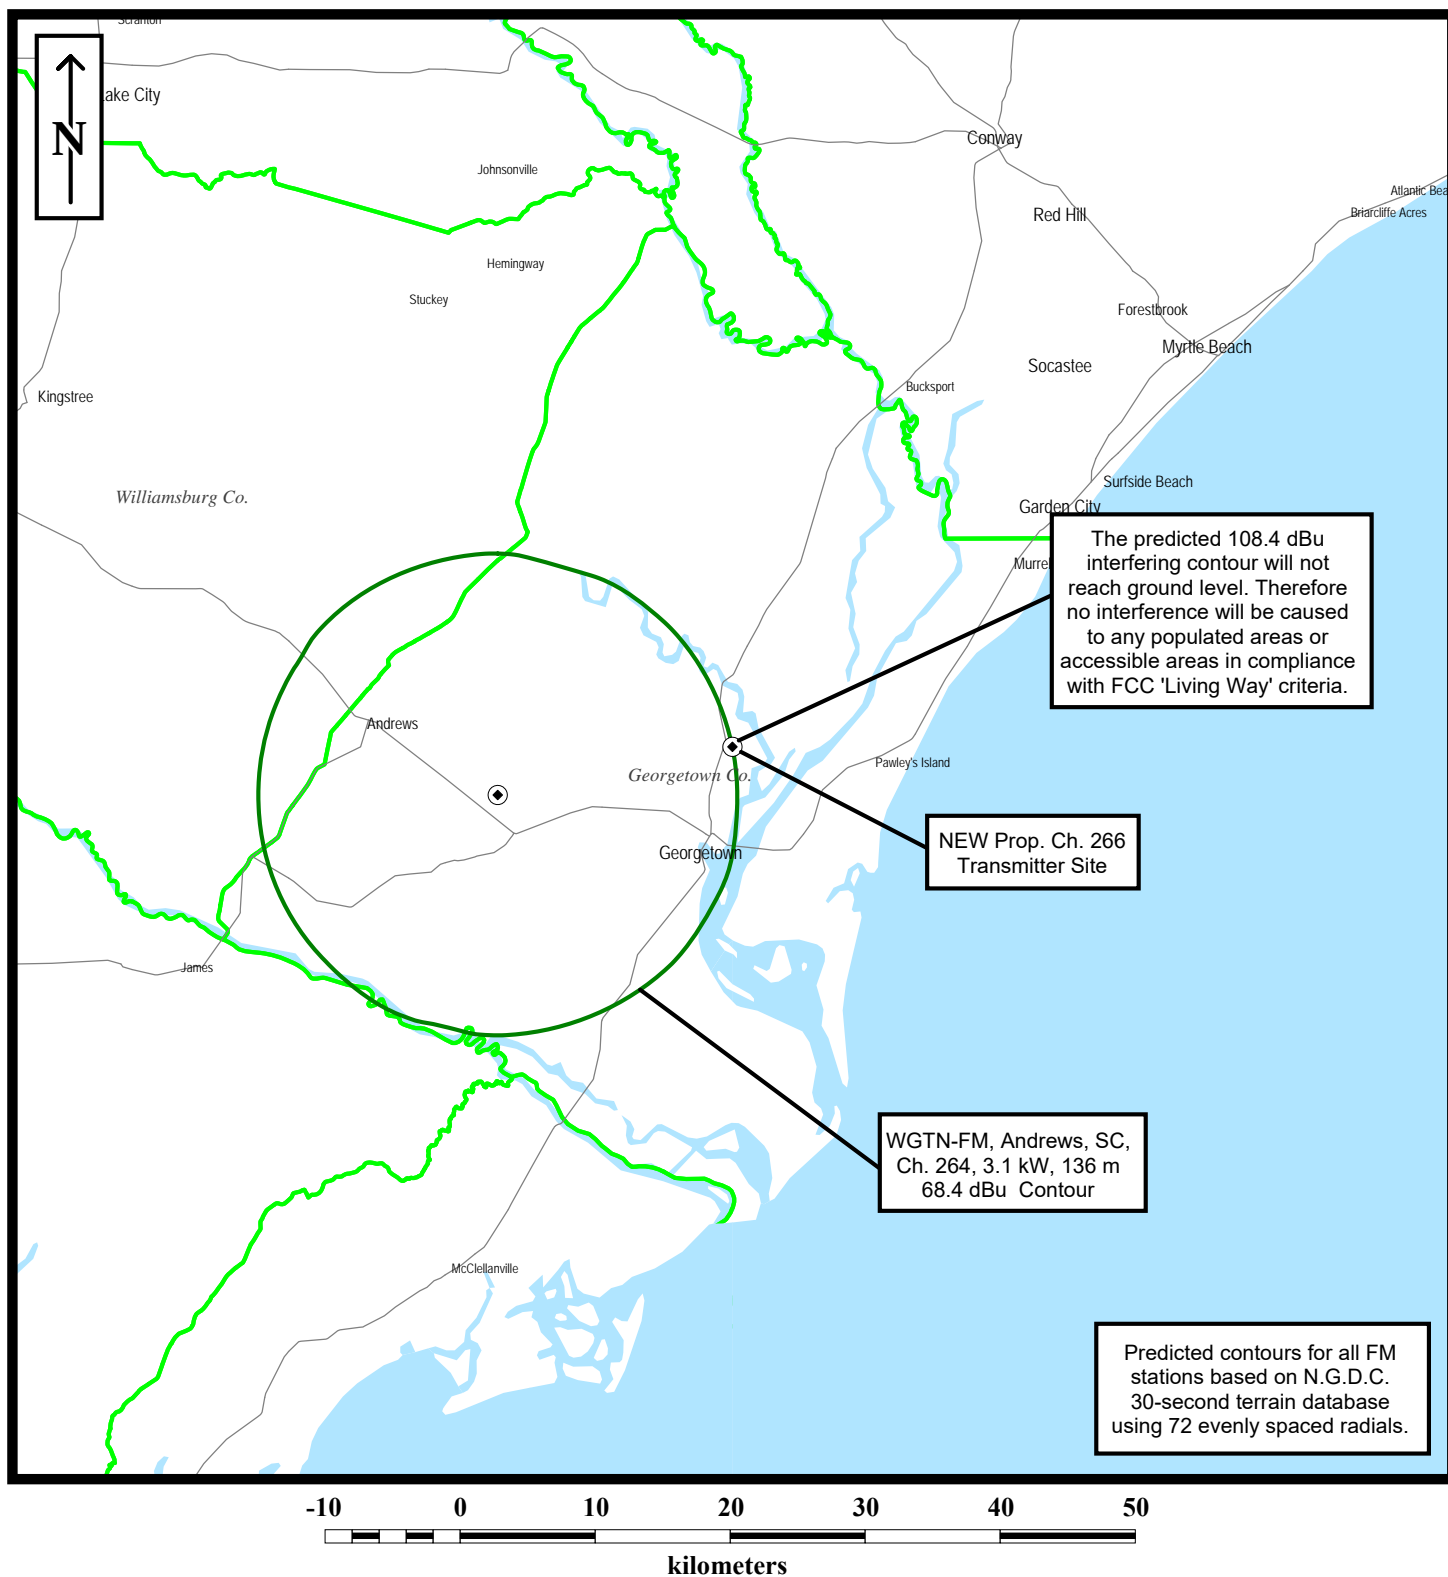 Scranton
N
Lake City
Conway
Johnsonville
Atlantic Bea
Red Hill
Briarcliffe Acres
Hemingway
Stuckey
Forestbrook
Myrtle Beach
Socastee
Kingstree
Bucksport
Surfside Beach
Williamsburg Co.
Garden City
Murrel
The predicted 108.4 dBu
interfering contour will not
reach ground level. Therefore
no interference will be caused
to any populated areas or
accessible areas in compliance
with FCC 'Living Way' criteria.
Andrews
Pawley's Island
Georgetown Co.
NEW Prop. Ch. 266
Transmitter Site
Georgetown
James
WGTN-FM, Andrews, SC,
Ch. 264, 3.1 kW, 136 m
68.4 dBu Contour
McClellanville
Predicted contours for all FM
stations based on N.G.D.C.
30-second terrain database
using 72 evenly spaced radials.
-10 0 10 20 30 40 50
kilometers